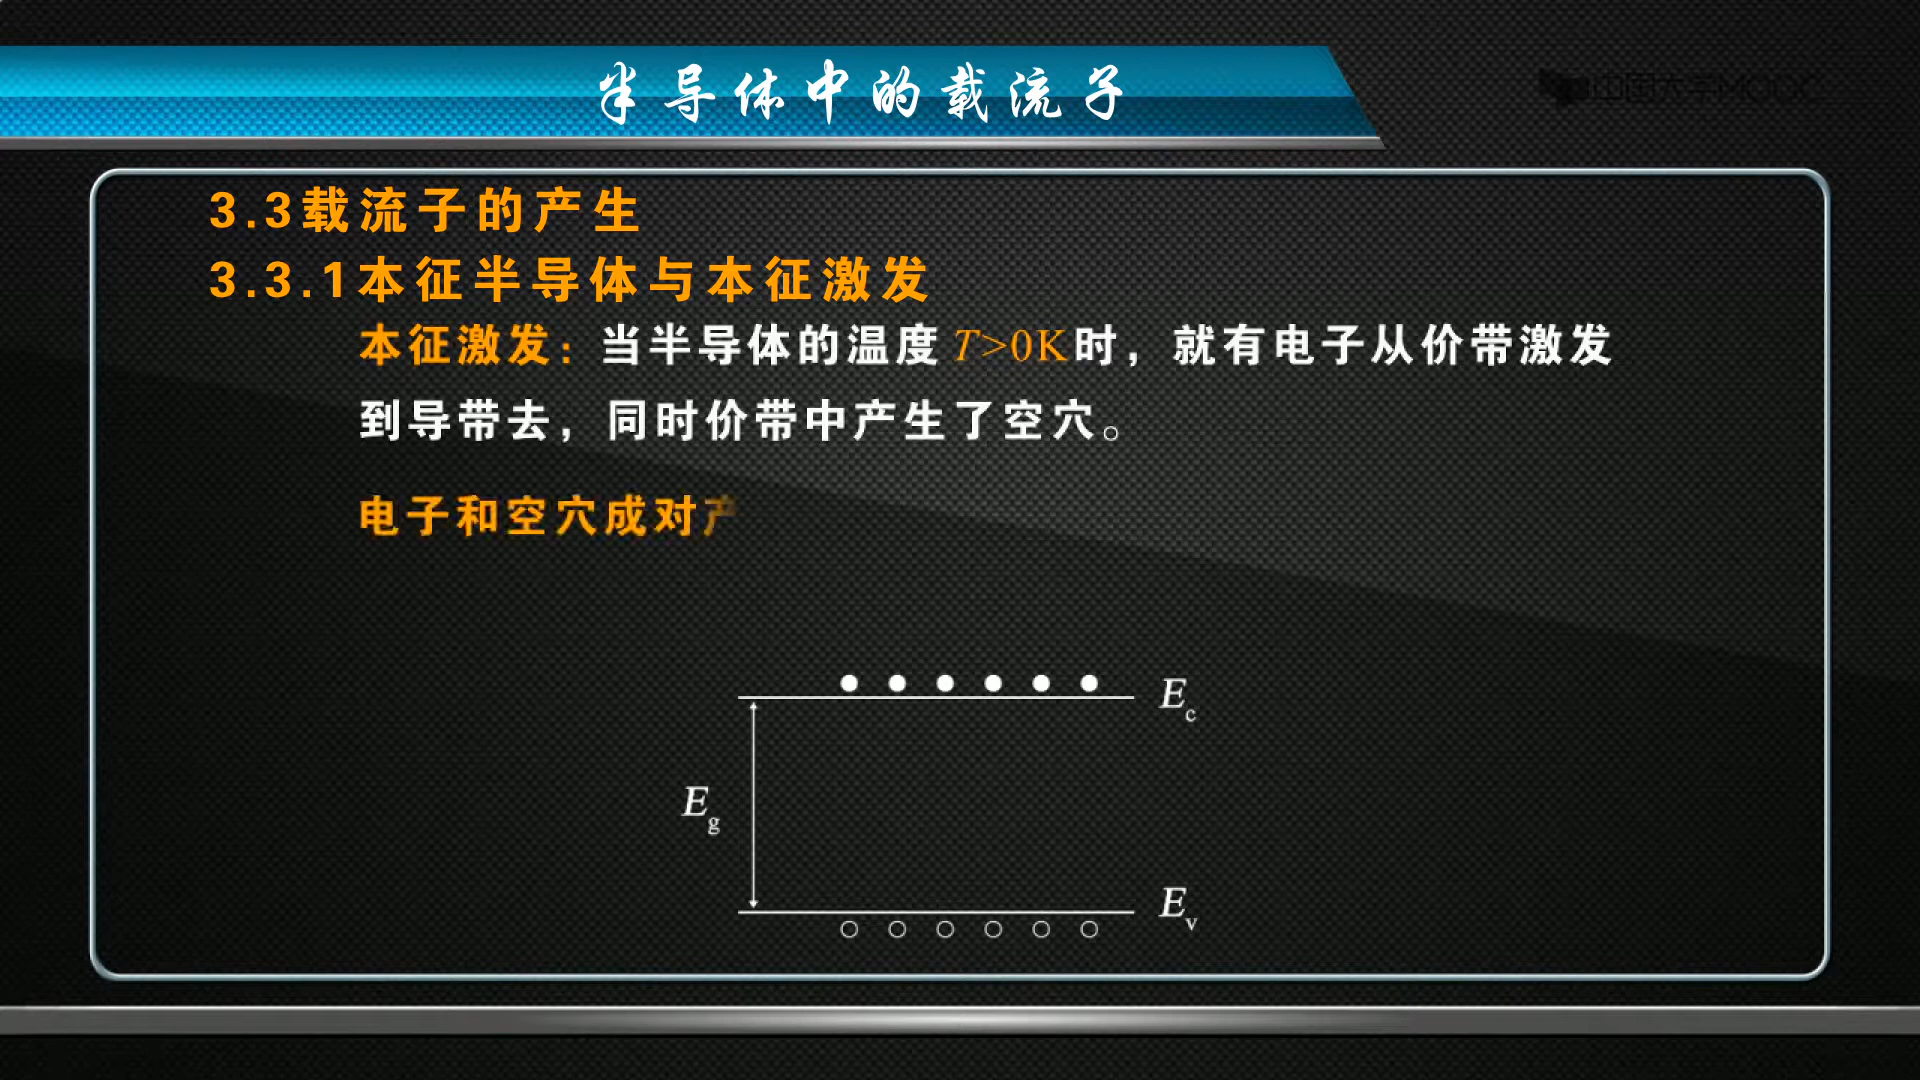 半导体中的载流子
3.3载流子的产生
3.3.1本征半导体与本征激发
本征激发：当半导体的温度T>0K时，就有电子从价带激发
到导带去，同时价带中产生了空穴。
电子和空穴成对产
Ec
Eg
Ev